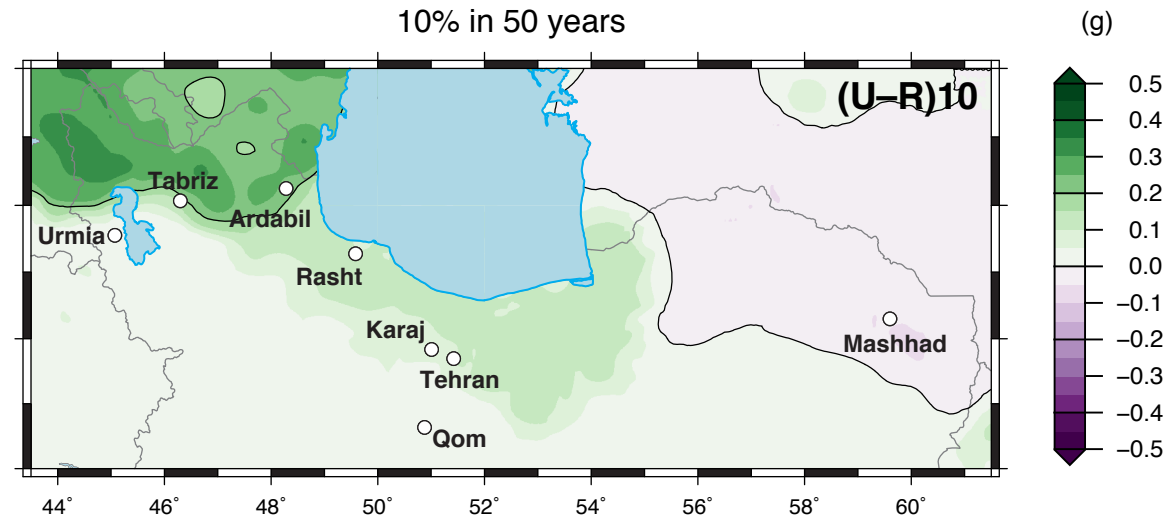 10% in 50 years
(g)
(U–R)10
0.5
0.4
0.3
0.2
0.1
0.0
−0.1
−0.2
−0.3
−0.4
−0.5
Tabriz
Ardabil
Urmia
Rasht
Karaj
Tehran
Mashhad
Qom
44˚ 46˚ 48˚ 50˚ 52˚ 54˚ 56˚ 58˚ 60˚